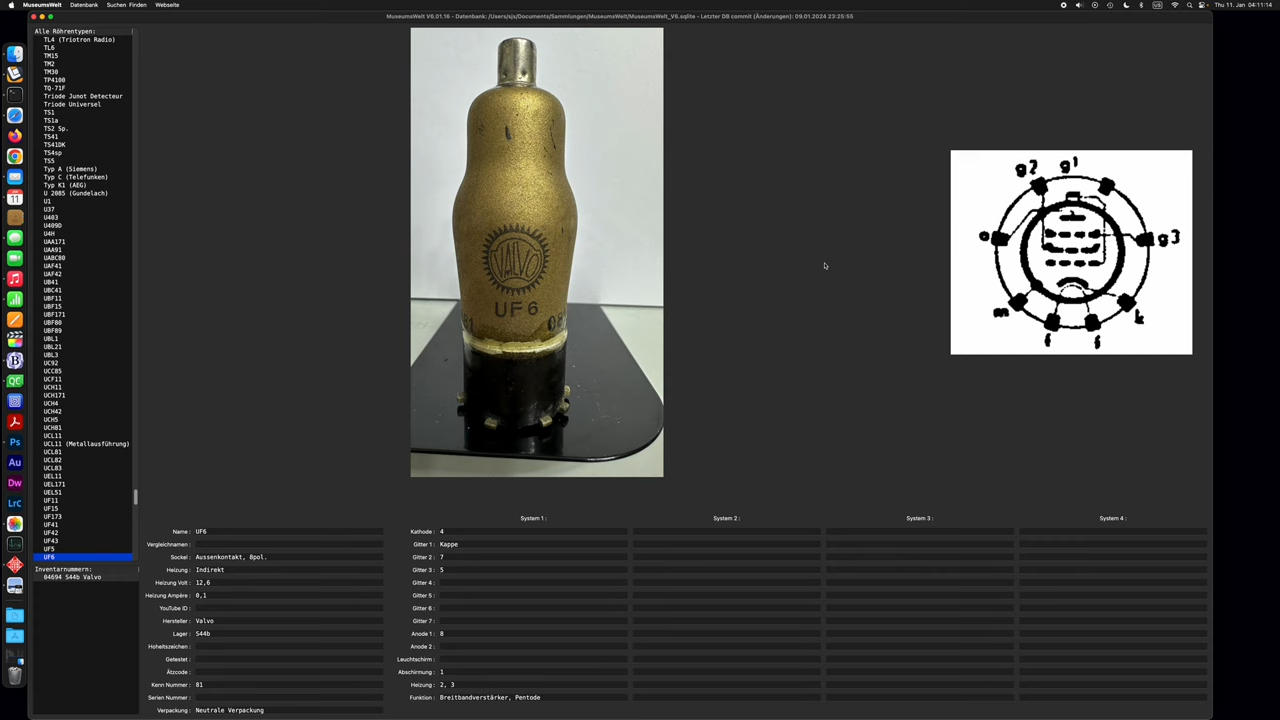 MuseumsWelt Datenbank Suchen Finden Webseite
US
Thu 11. Jan 04:11:14
MuseumsWelt V6.01.16 - Datenbank: /Users/sjs/Documents/Sammlungen/MuseumsWelt/MuseumsWelt_V6.sqlite - Letzter DB commit (Änderungen): 09.01.2024 23:25:55
Alle Röhrentypen:
TL4 (Triotron Radio)
TL6
TM15
TM2
TM30
TP4100
TQ-71F
Triode Junot Detecteur
Triode Universel
TS1
TS1a
TS2 Sp.
TS41
TS41DK
TS4sp
TS5
Typ A (Siemens)
Typ C (Telefunken)
Typ K1 (AEG)
U 2085 (Gundelach)
U1
U37
U403
U409D
U4H
UAA171
UAA91
UABC80
UAF41
UAF42
UB41
UBC41
UBF11
UBF15
UBF171
UBF80
UBF89
UBL1
UBL21
UBL3
UC92
UCC85
UCF11
UCH11
UCH171
UCH4
UCH42
UCH5
UCH81
UCL11
UCL11 (Metallausführung)
UCL81
UCL82
UCL83
UEL11
UEL171
UEL51
UF11
UF15
UF173
UF41
UF42
UF43
UF5
UF6
Inventarnummern:
04694 S44b Valvo
11
QC
Ps
Au
Dw
LrC
VALVO
UF6
g2 g1
a
g3
m
k
f f
System 1 : System 2 : System 3 : System 4 :
Name : UF6
Vergleichnamen :
Sockel : Aussenkontakt, 8pol.
Heizung : Indirekt
Heizung Volt : 12,6
Heizung Ampère : 0,1
YouTube ID :
Hersteller : Valvo
Lager : S44b
Hoheitszeichen :
Getestet :
Ätzcode :
Kenn Nummer : 81
Serien Nummer :
Verpackung : Neutrale Verpackung
Kathode : 4
Gitter 1 : Kappe
Gitter 2 : 7
Gitter 3 : 5
Gitter 4 :
Gitter 5 :
Gitter 6 :
Gitter 7 :
Anode 1 : 8
Anode 2 :
Leuchtschirm :
Abschirmung : 1
Heizung : 2, 3
Funktion : Breitbandverstärker, Pentode